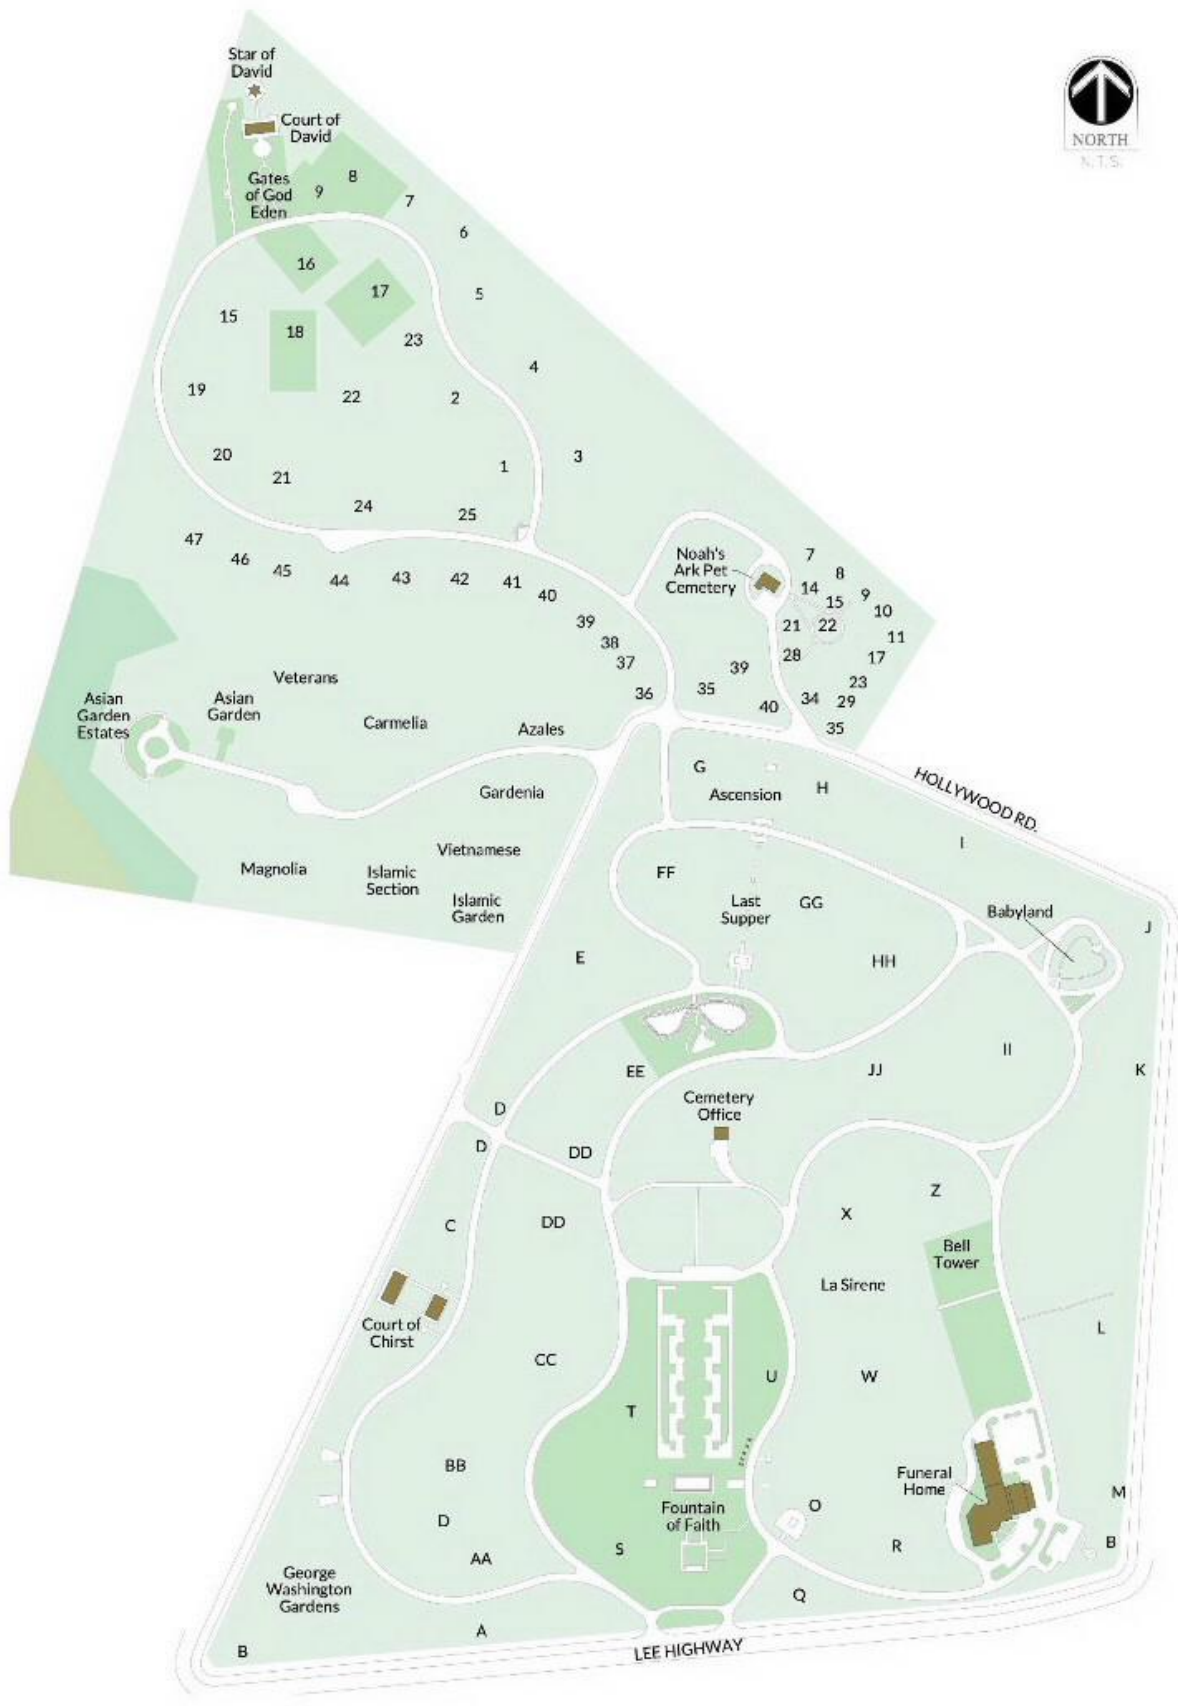 Star of
David
Court of
David
NORTH
N.T.S.
Gates
of God
Eden
9
8
7
6
16
17
5
15
18
23
4
19
22
2
20
21
1
3
24
25
47
46
45
44
43
42
41
40
39
38
37
36
Noah's
Ark Pet
Cemetery
7
8
14
15
9
10
21
22
11
28
17
39
35
23
40
34
29
35
Veterans
Asian
Garden
Estates
Asian
Garden
Carmelia
Azales
Gardenia
Vietnamese
Magnolia
Islamic
Section
Islamic
Garden
G
Ascension
H
HOLLYWOOD RD.
I
FF
Last
Supper
GG
Babyland
J
E
HH
EE
JJ
II
K
D
Cemetery
Office
D
DD
C
DD
X
Z
Bell
Tower
La Sirene
Court of
Chirst
L
CC
U
W
T
BB
Funeral
Home
M
D
Fountain
of Faith
O
S
R
B
AA
George
Washington
Gardens
Q
A
B
LEE HIGHWAY